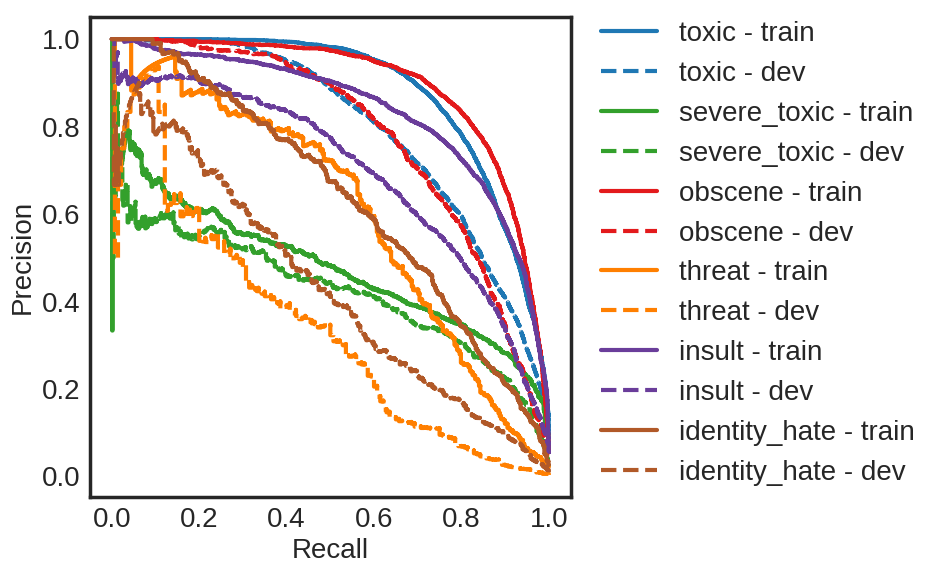 1.0
0.8
0.6
0.4
0.2
0.0
Precision
0.0 0.2 0.4 0.6 0.8 1.0
Recall
toxic - train
toxic - dev
severe_toxic - train
severe_toxic - dev
obscene - train
obscene - dev
threat - train
threat - dev
insult - train
insult - dev
identity_hate - train
identity_hate - dev